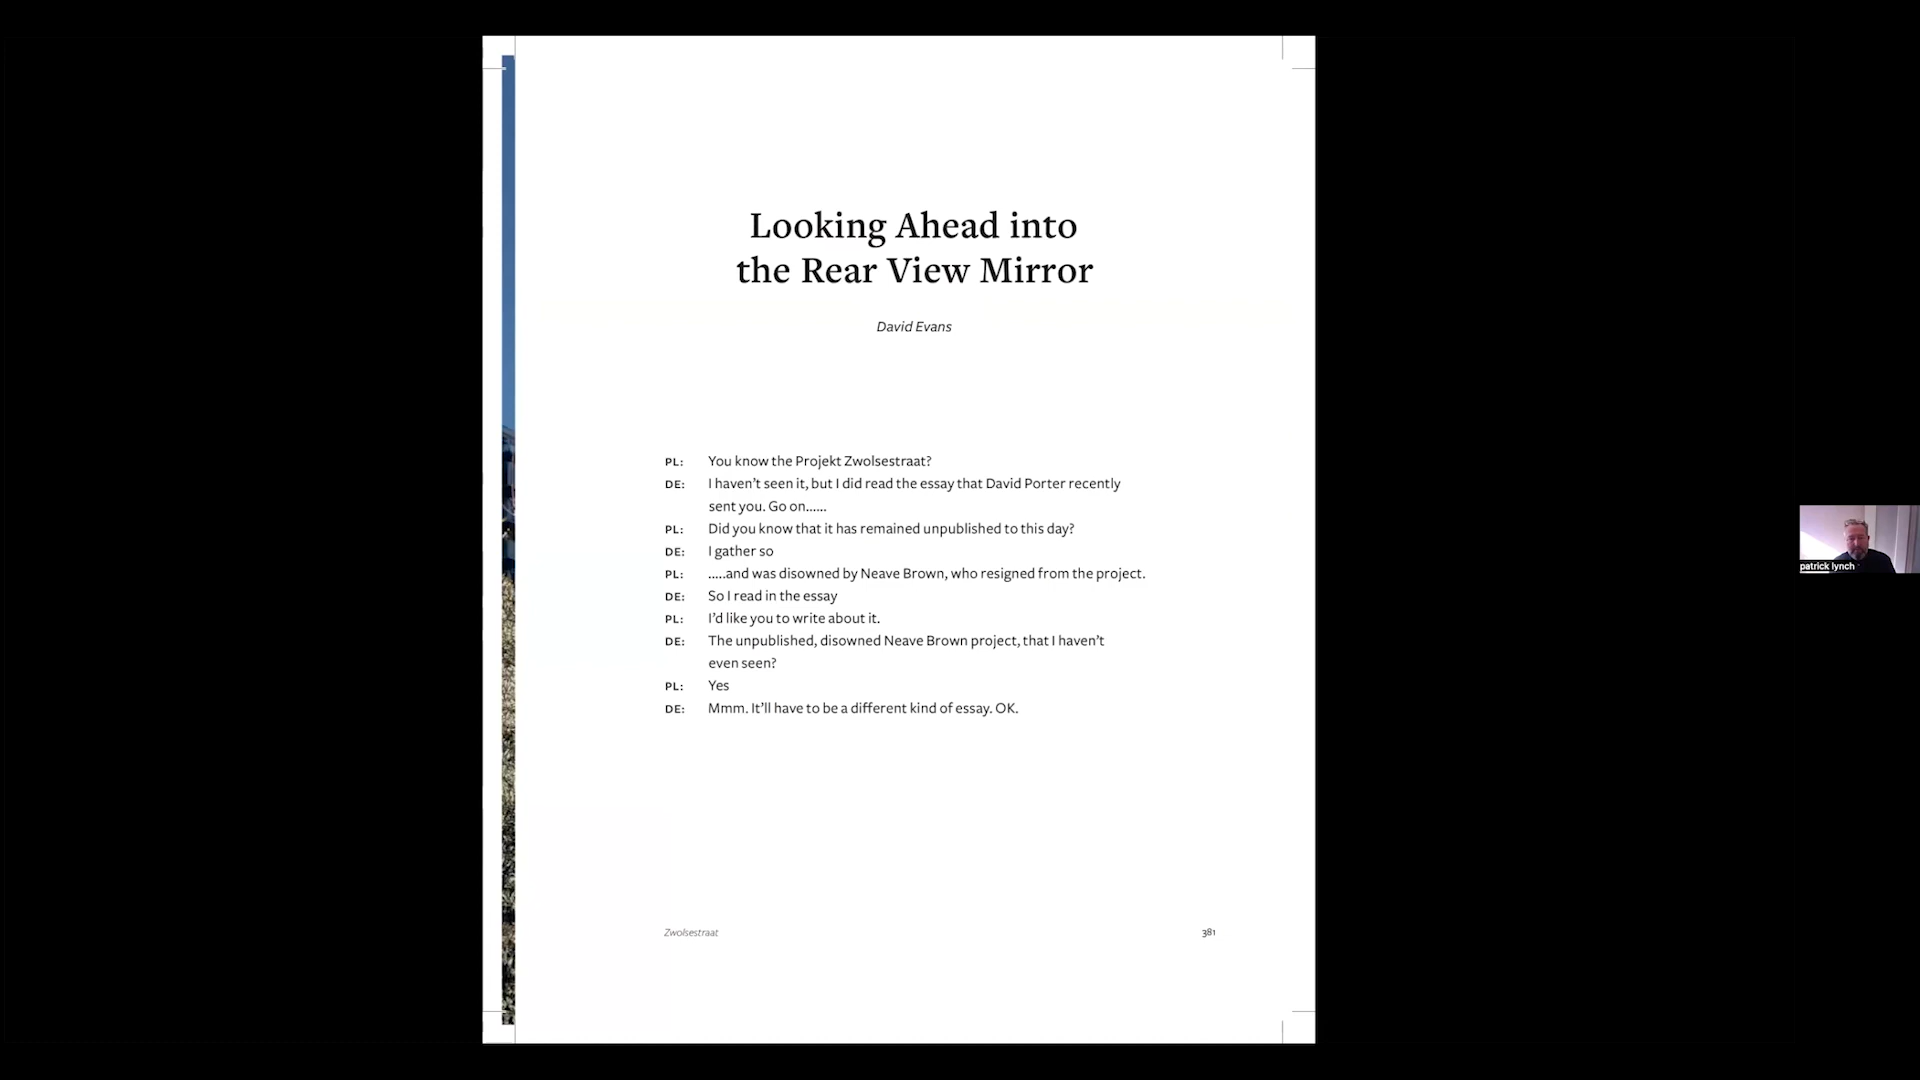 Looking Ahead into
the Rear View Mirror
David Evans
PL: You know the Projekt Zwolsestraat?
DE: I haven’t seen it, but I did read the essay that David Porter recently
sent you. Go on......
PL: Did you know that it has remained unpublished to this day?
DE: I gather so
PL: .....and was disowned by Neave Brown, who resigned from the project.
DE: So I read in the essay
PL: I’d like you to write about it.
DE: The unpublished, disowned Neave Brown project, that I haven’t
even seen?
PL: Yes
DE: Mmm. It’ll have to be a different kind of essay. OK.
Zwolsestraat 381
patrick lynch